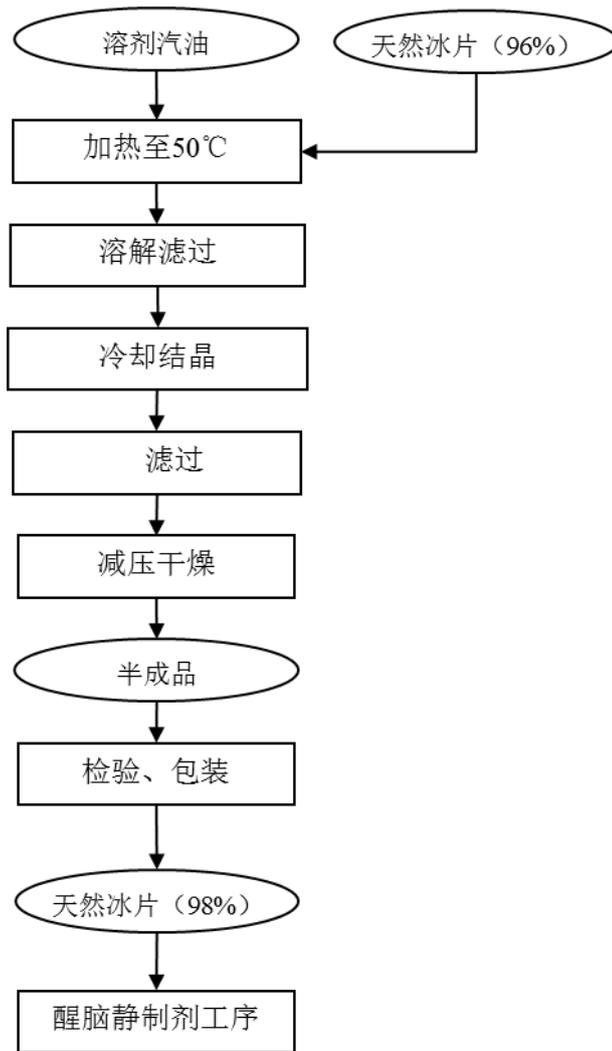 溶剂汽油
天然冰片（96%）
加热至50℃
溶解滤过
冷却结晶
滤过
减压干燥
半成品
检验、包装
天然冰片（98%）
醒脑静制剂工序